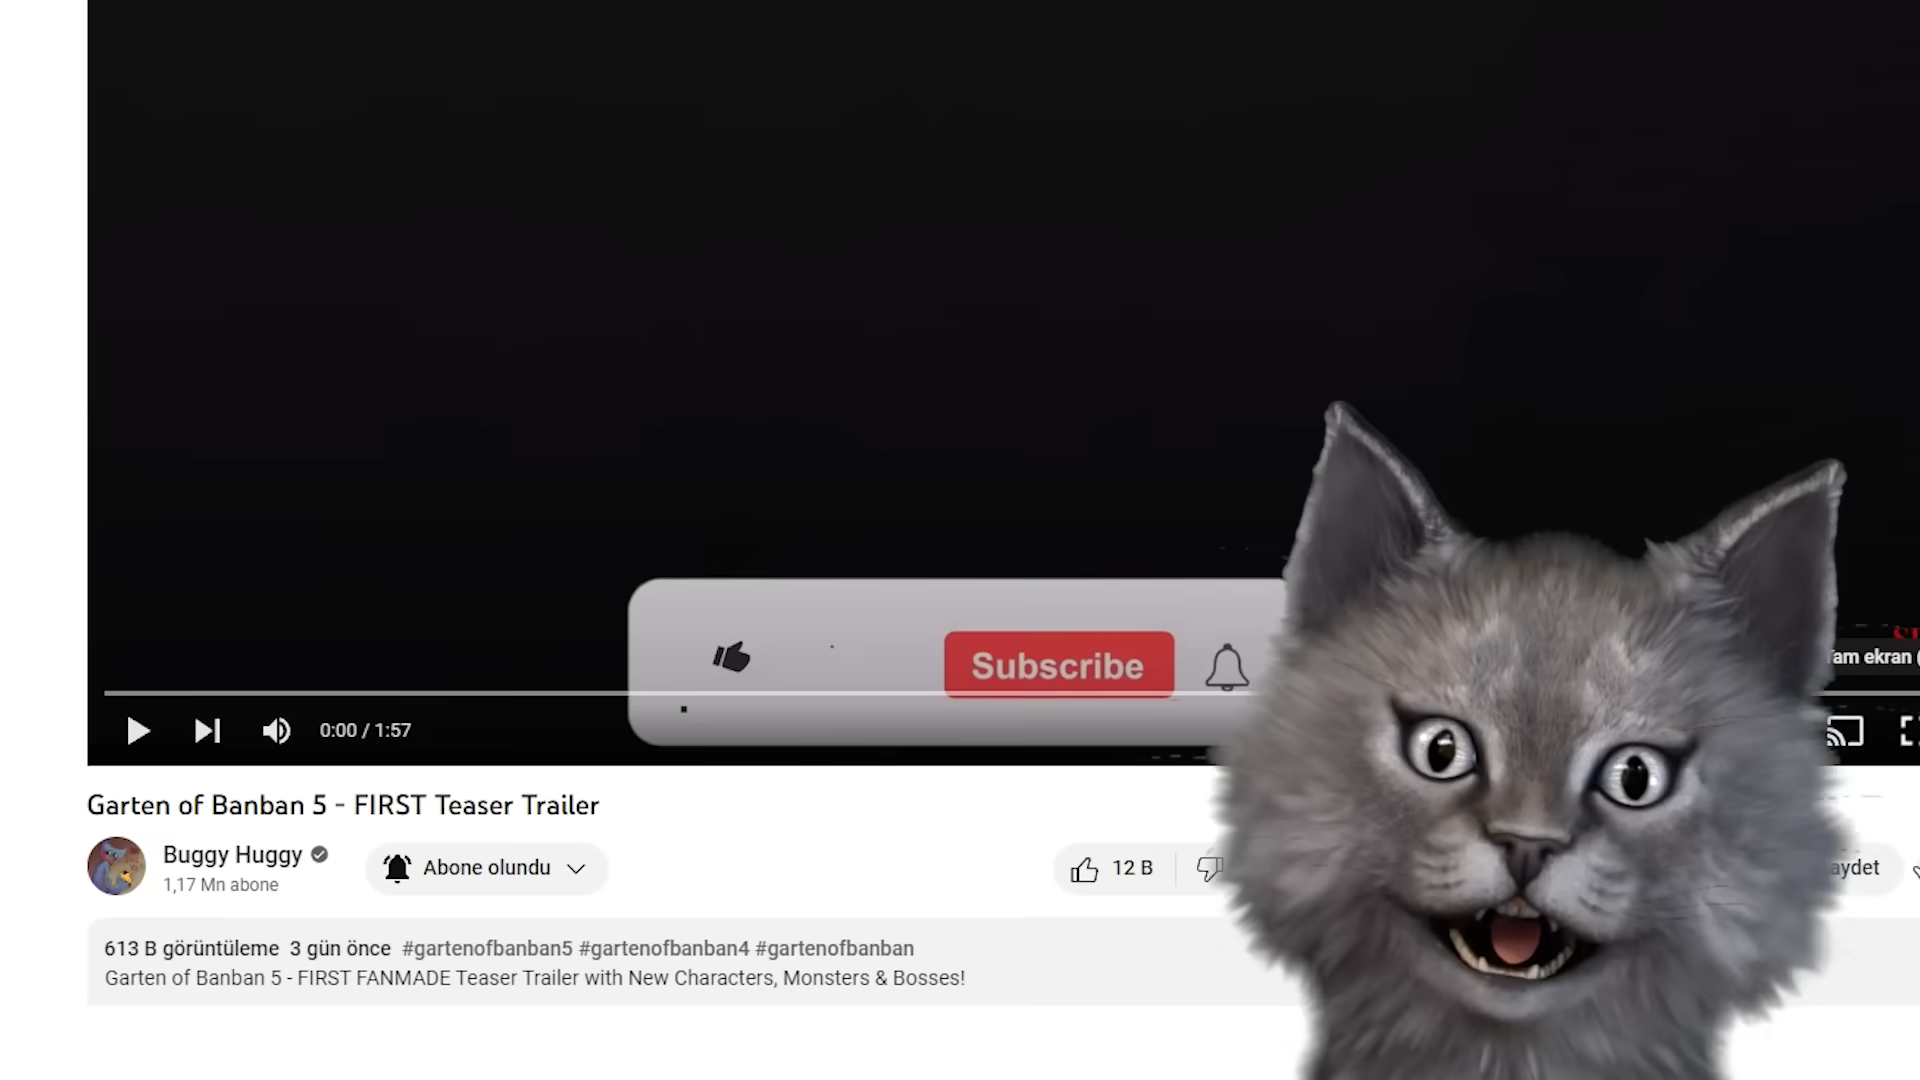 Subscribe
Tam ekran
0:00 / 1:57
Garten of Banban 5 - FIRST Teaser Trailer
Buggy Huggy
1,17 Mn abone
Abone olundu
12 B
aydet
613 B görüntüleme 3 gün önce #gartenofbanban5 #gartenofbanban4 #gartenofbanban
Garten of Banban 5 - FIRST FANMADE Teaser Trailer with New Characters, Monsters & Bosses!